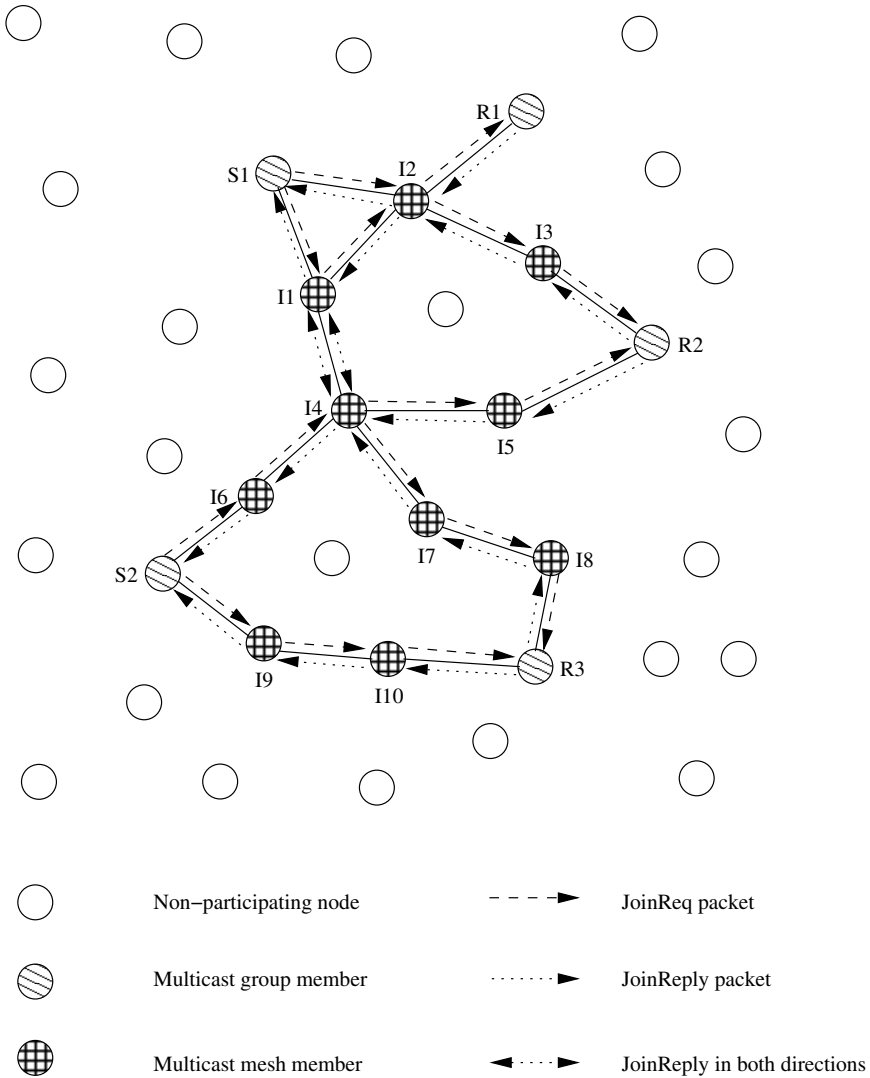 R1
I2
S1
I3
I1
R2
I4
I5
I6
I7
I8
S2
R3
I9
I10
Non−participating node
JoinReq packet
Multicast group member
JoinReply packet
Multicast mesh member
JoinReply in both directions